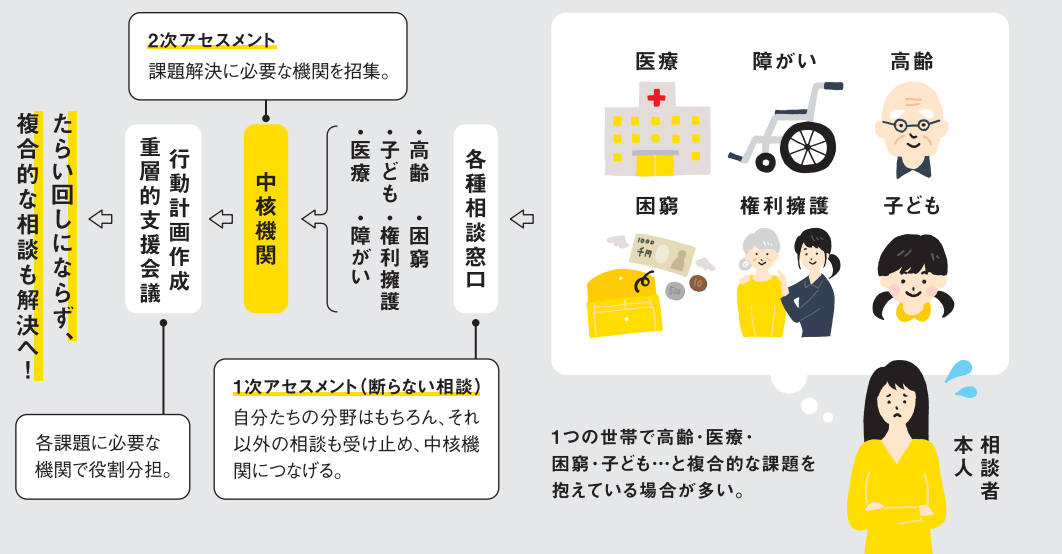 医療
障がい
高齢
困窮
権利擁護
子ども
1000
千円
10
相談者
本人
1つの世帯で高齢・医療・
困窮・子ども…と複合的な課題を
抱えている場合が多い。
各種相談窓口
1次アセスメント（断らない相談）
自分たちの分野はもちろん、それ
以外の相談も受け止め、中核機
関につなげる。
・高齢　・困窮
・子ども　・権利擁護
・医療　・障がい
中核機関
2次アセスメント
課題解決に必要な機関を招集。
行動計画作成
重層的支援会議
各課題に必要な
機関で役割分担。
たらい回しにならず、
複合的な相談も解決へ！